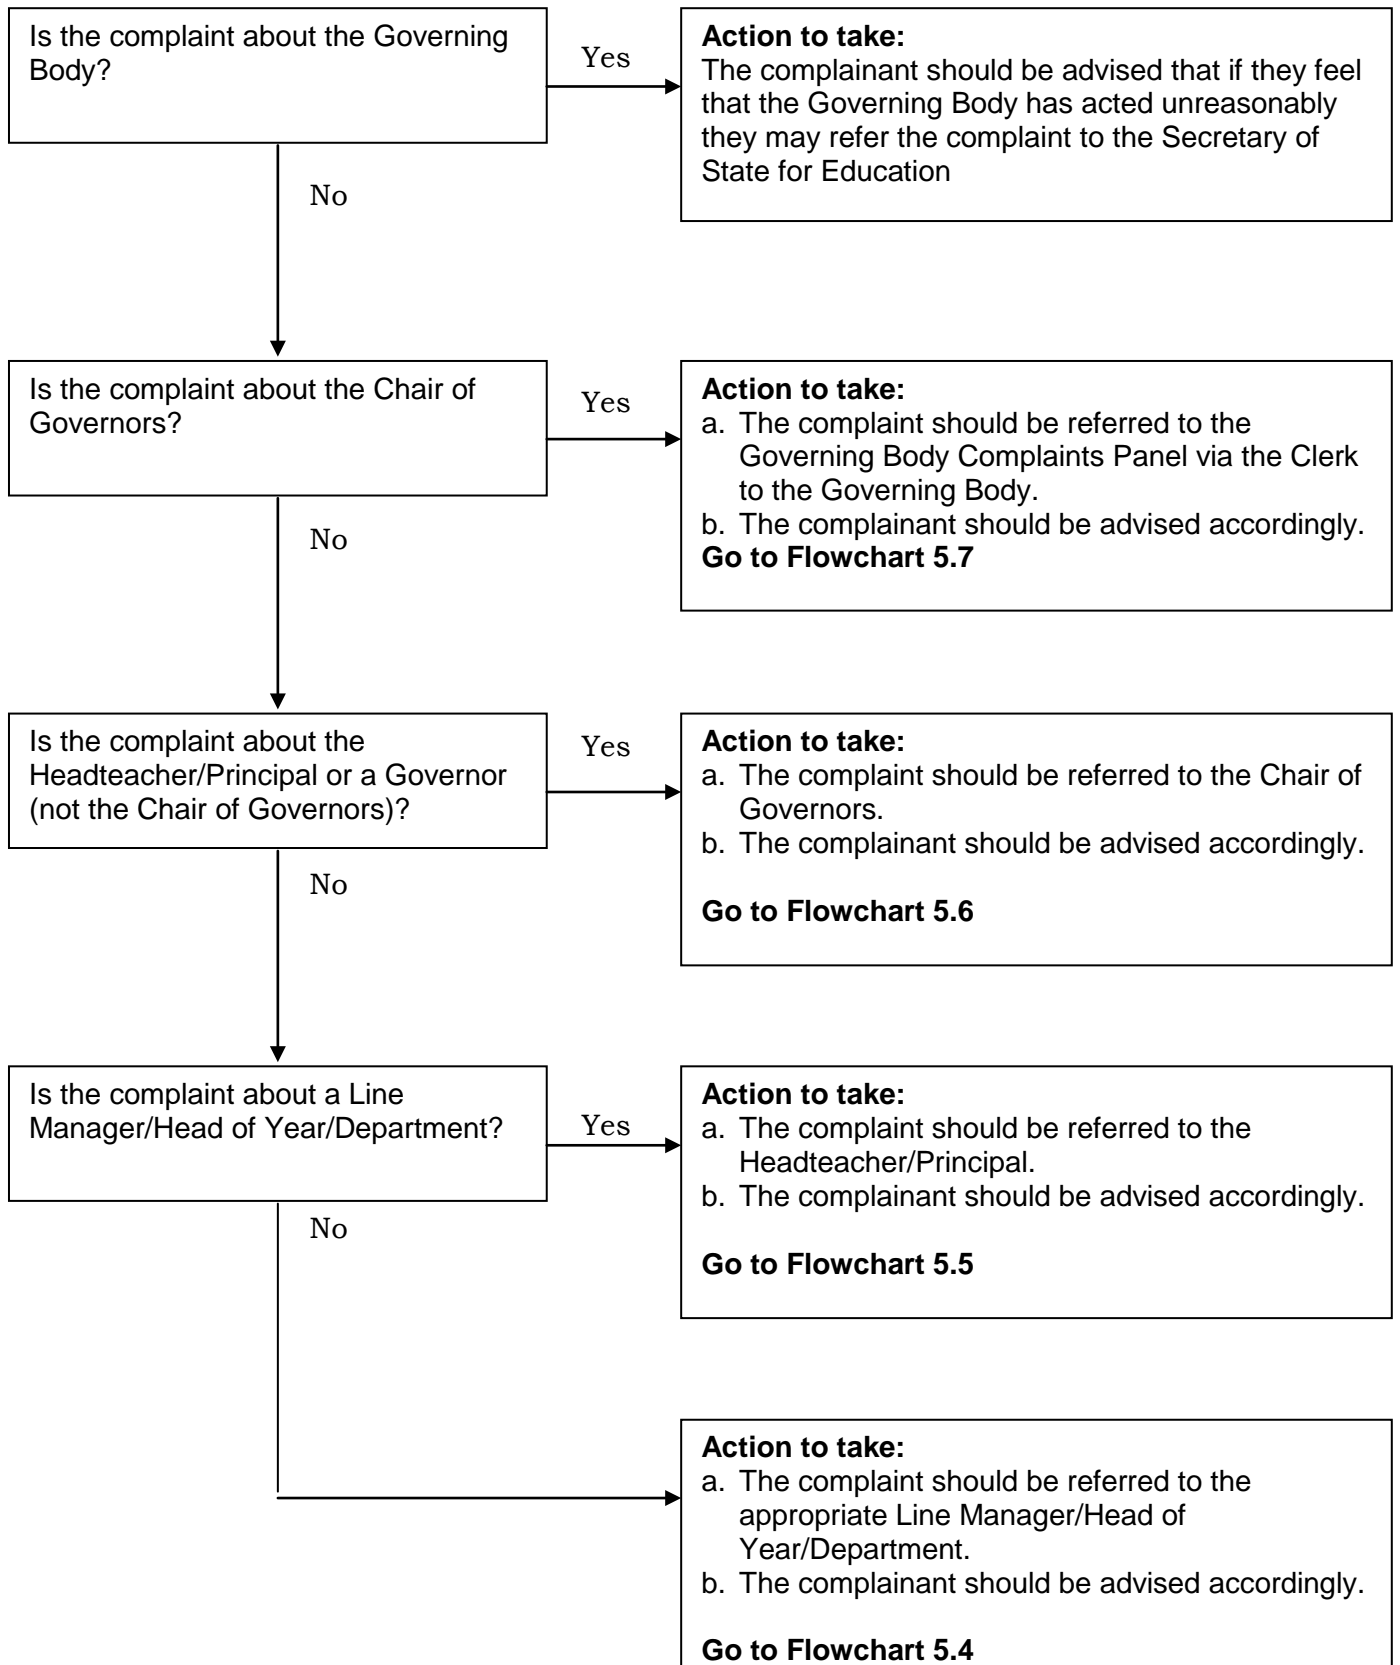 Is the complaint about the Governing
Body?
Yes
Action to take:
The complainant should be advised that if they feel
that the Governing Body has acted unreasonably
they may refer the complaint to the Secretary of
State for Education
No
Is the complaint about the Chair of
Governors?
Yes
Action to take:
a. The complaint should be referred to the
Governing Body Complaints Panel via the Clerk
to the Governing Body.
b. The complainant should be advised accordingly.
Go to Flowchart 5.7
No
Is the complaint about the
Headteacher/Principal or a Governor
(not the Chair of Governors)?
Yes
Action to take:
a. The complaint should be referred to the Chair of
Governors.
b. The complainant should be advised accordingly.
Go to Flowchart 5.6
No
Is the complaint about a Line
Manager/Head of Year/Department?
Yes
Action to take:
a. The complaint should be referred to the
Headteacher/Principal.
b. The complainant should be advised accordingly.
Go to Flowchart 5.5
No
Action to take:
a. The complaint should be referred to the
appropriate Line Manager/Head of
Year/Department.
b. The complainant should be advised accordingly.
Go to Flowchart 5.4